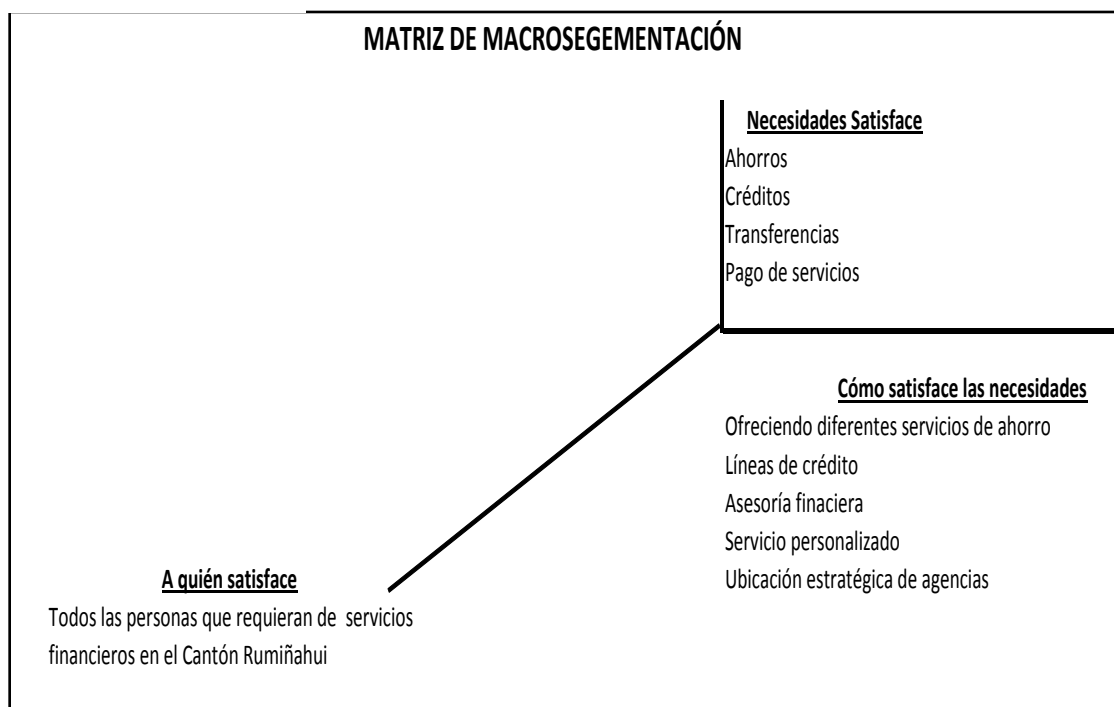 MATRIZ DE MACROSEGEMENTACIÓN
Necesidades Satisface
Ahorros
Créditos
Transferencias
Pago de servicios
Cómo satisface las necesidades
Ofreciendo diferentes servicios de ahorro
Líneas de crédito
Asesoría finaciera
Servicio personalizado
Ubicación estratégica de agencias
A quién satisface
Todos las personas que requieran de servicios
financieros en el Cantón Rumiñahui